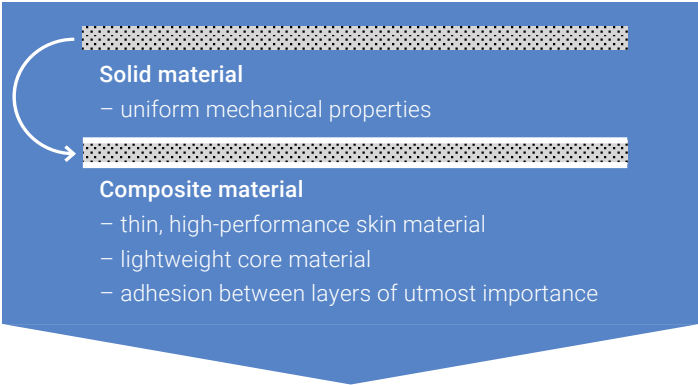 Solid material
– uniform mechanical properties
Composite material
– thin, high-performance skin material
– lightweight core material
– adhesion between layers of utmost importance